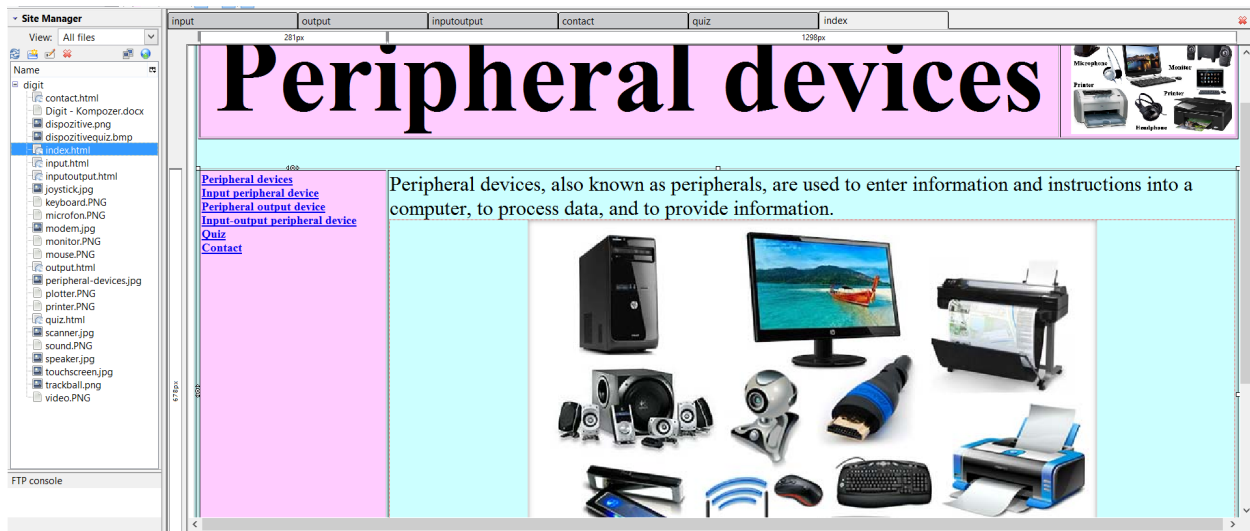 Site Manager
View: All files
Name
digit
contact.html
Digit - Kompozer.docx
dispozitive.png
dispozitivequiz.bmp
index.html
input.html
inputoutput.html
joystick.jpg
keyboard.PNG
microfon.PNG
modem.jpg
monitor.PNG
mouse.PNG
output.html
peripheral-devices.jpg
plotter.PNG
printer.PNG
quiz.html
scanner.jpg
sound.PNG
speaker.jpg
touchscreen.jpg
trackball.png
video.PNG
FTP console
input output inputoutput contact quiz index
281px 1298px
678px
Peripheral devices
Microphone
Monitor
Printer
Printer
Headphone
Peripheral devices
Input peripheral device
Peripheral output device
Input-output peripheral device
Quiz
Contact
Peripheral devices, also known as peripherals, are used to enter information and instructions into a
computer, to process data, and to provide information.